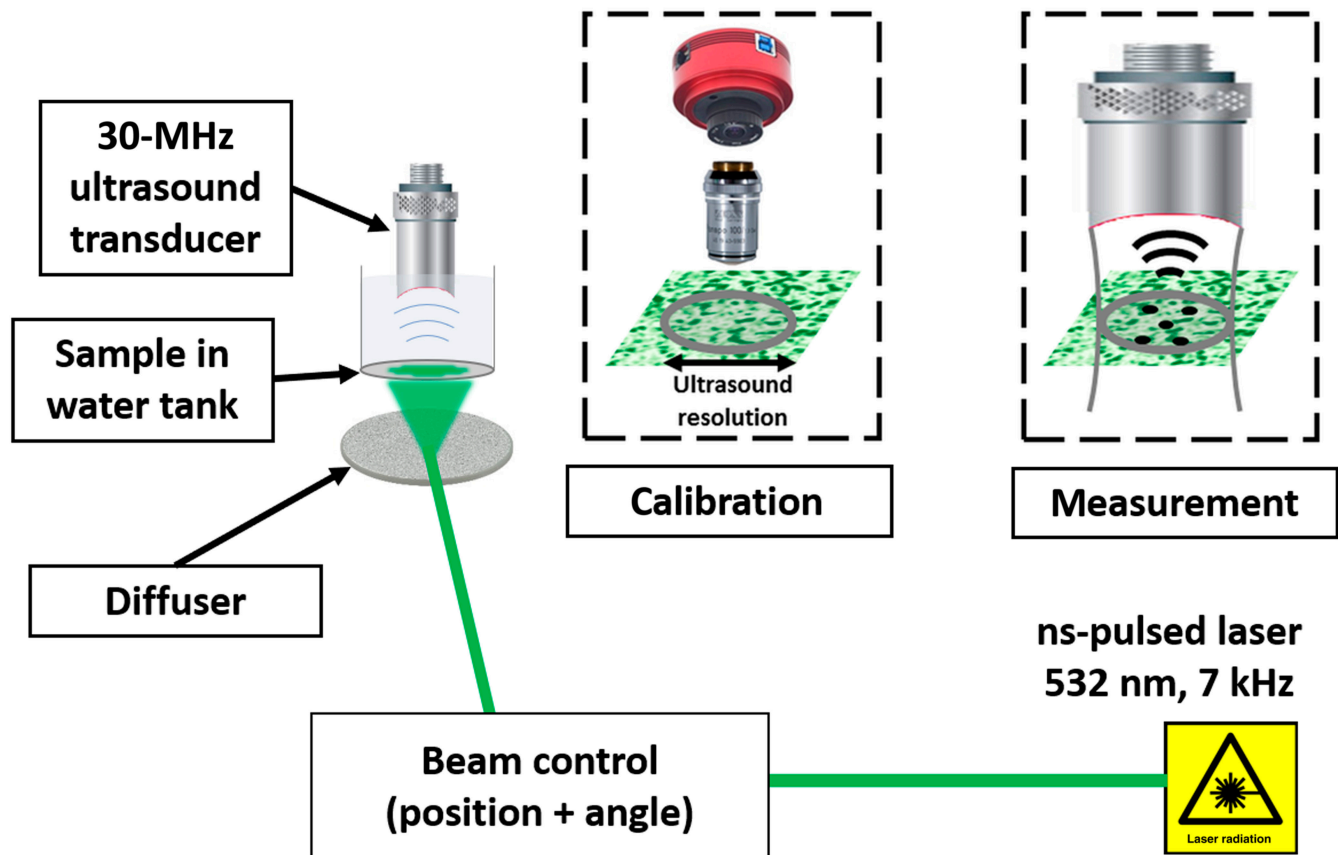 30-MHz
ultrasound
transducer
Sample in
water tank
Diffuser
Ultrasound
resolution
Calibration
Measurement
ns-pulsed laser
532 nm, 7 kHz
Beam control
(position + angle)
Laser radiation